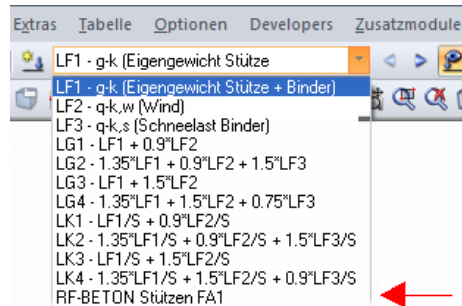 Extras Tabelle Optionen Developers Zusatzmodule
LF1 - g-k (Eigengewicht Stütze
LF1 - g-k (Eigengewicht Stütze + Binder)
LF2 - q-k,w (Wind)
LF3 - q-k,s (Schneelast Binder)
LG1 - LF1 + 0.9*LF2
LG2 - 1.35*LF1 + 0.9*LF2 + 1.5*LF3
LG3 - LF1 + 1.5*LF2
LG4 - 1.35*LF1 + 1.5*LF2 + 0.75*LF3
LK1 - LF1/S + 0.9*LF2/S
LK2 - 1.35*LF1/S + 0.9*LF2/S + 1.5*LF3/S
LK3 - LF1/S + 1.5*LF2/S
LK4 - 1.35*LF1/S + 1.5*LF2/S + 0.9*LF3/S
RF-BETON Stützen FA1